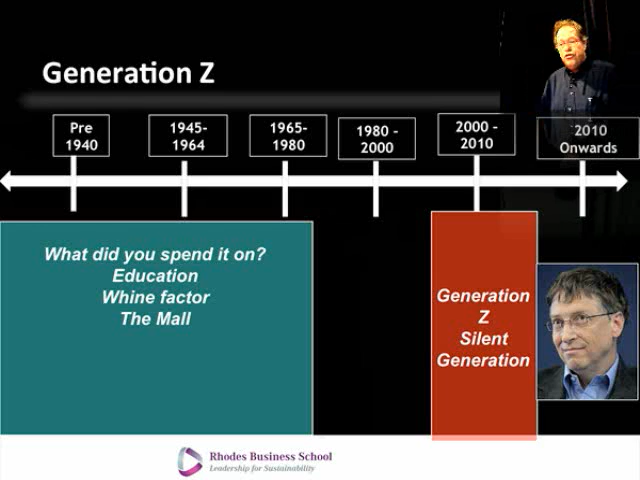 Generation Z
Pre
1940
1945-
1964
1965-
1980
1980 -
2000
2000 -
2010
2010
Onwards
What did you spend it on?
Education
Whine factor
The Mall
Generation
Z
Silent
Generation
Rhodes Business School
Leadership for Sustainability